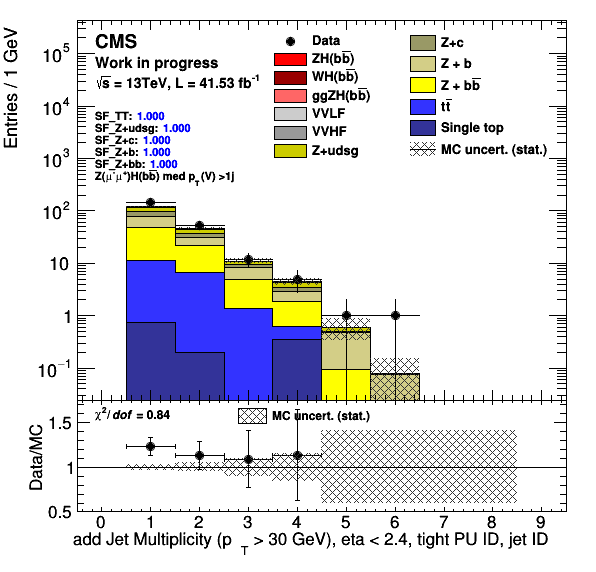 Entries / 1 GeV
10⁵
10⁴
10³
10²
10
1
10⁻¹
CMS
Work in progress
√s = 13TeV, L = 41.53 fb⁻¹
SF_TT: 1.000
SF_Z+udsg: 1.000
SF_Z+c: 1.000
SF_Z+b: 1.000
SF_Z+bb: 1.000
Z(μ⁻μ⁺)H(bb̅) med p_T(V) >1j
Data
ZH(bb̅)
WH(bb̅)
ggZH(bb̅)
VVLF
VVHF
Z+udsg
Z+c
Z + b
Z + bb̅
tt̅
Single top
MC uncert. (stat.)
Data/MC
1.5
1
0.5
χ²/dof = 0.84
MC uncert. (stat.)
0 1 2 3 4 5 6 7 8 9
add Jet Multiplicity (p_T > 30 GeV), eta < 2.4, tight PU ID, jet ID